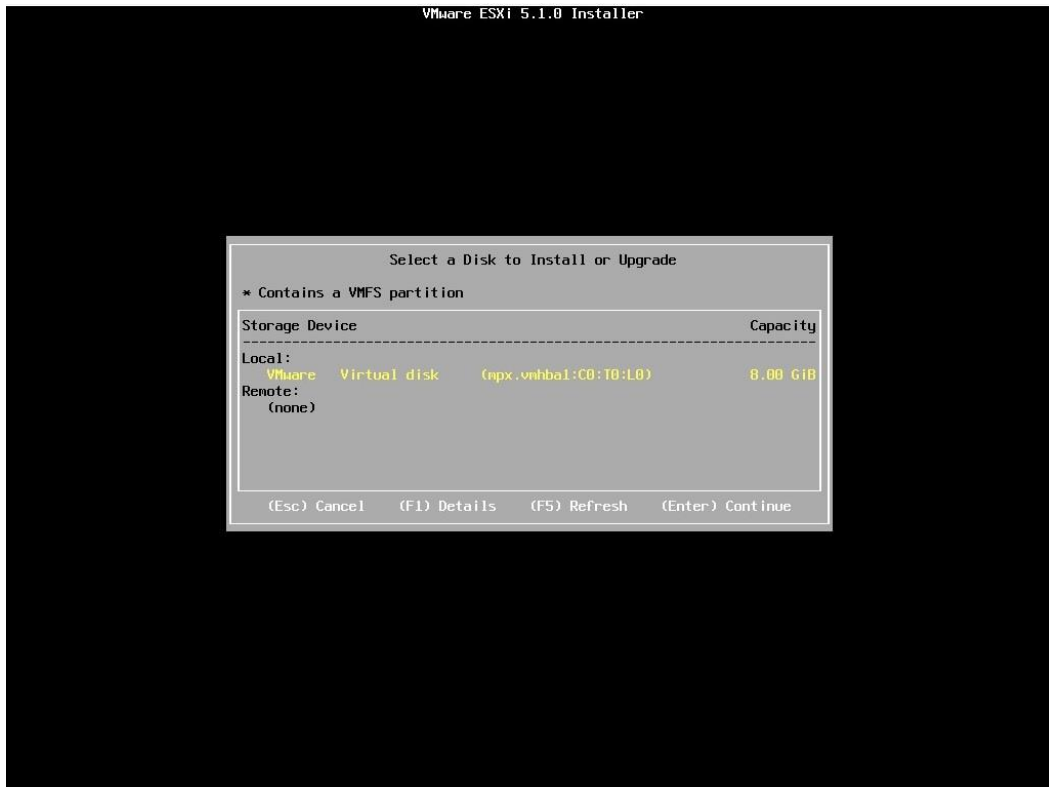 VMware ESXi 5.1.0 Installer
Select a Disk to Install or Upgrade
* Contains a VMFS partition
Storage Device Capacity
--------------------------------------------------------------------
Local:
VMware Virtual disk (mpx.vmhba1:C0:T0:L0) 8.00 GiB
Remote:
(none)
(Esc) Cancel (F1) Details (F5) Refresh (Enter) Continue